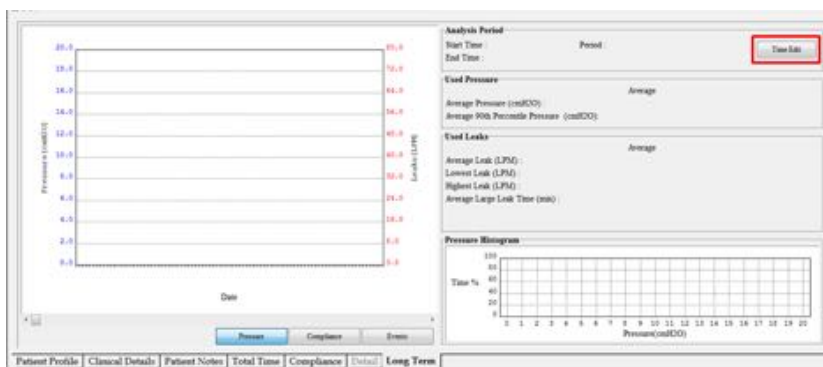 Analysis Period
Start Time : Period :
End Time :
Time Edit
Used Pressure
Average
Average Pressure (cmH2O) :
Average 90th Percentile Pressure (cmH2O):
Used Leaks
Average
Average Leak (LPM) :
Lowest Leak (LPM) :
Highest Leak (LPM) :
Average Large Leak Time (min) :
Pressure Histogram
100
80
60
40
20
0
Time %
0 1 2 3 4 5 6 7 8 9 10 11 12 13 14 15 16 17 18 19 20
Pressure(cmH2O)
20.0
18.0
16.0
14.0
12.0
10.0
8.0
6.0
4.0
2.0
0.0
Pressure (cmH2O)
Leaks (LPM)
Date
Pressure Compliance Events
Patient Profile Clinical Details Patient Notes Total Time Compliance Detail Long Term